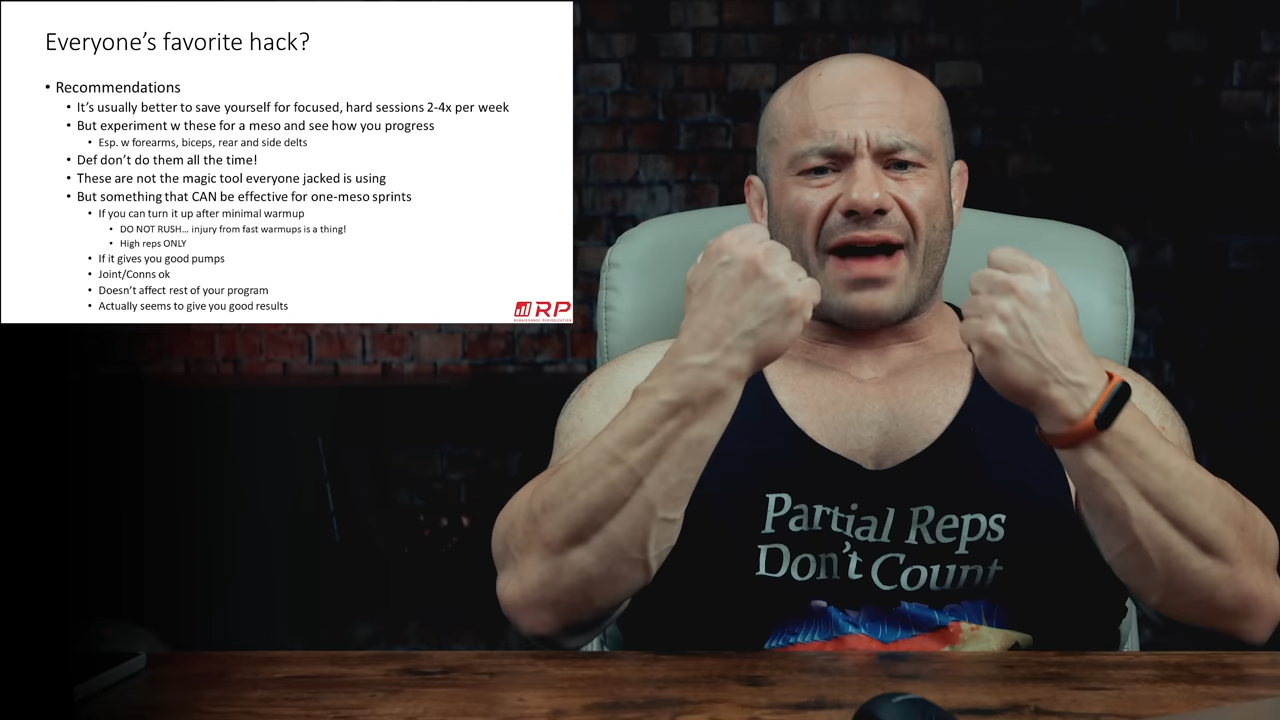 Everyone's favorite hack?
• Recommendations
• It's usually better to save yourself for focused, hard sessions 2-4x per week
• But experiment w these for a meso and see how you progress
• Esp. w forearms, biceps, rear and side delts
• Def don't do them all the time!
• These are not the magic tool everyone jacked is using
• But something that CAN be effective for one-meso sprints
• If you can turn it up after minimal warmup
• DO NOT RUSH... injury from fast warmups is a thing!
• High reps ONLY
• If it gives you good pumps
• Joint/Conns ok
• Doesn't affect rest of your program
• Actually seems to give you good results
RP
RENAISSANCE PERIODIZATION
Partial Reps
Don't Count